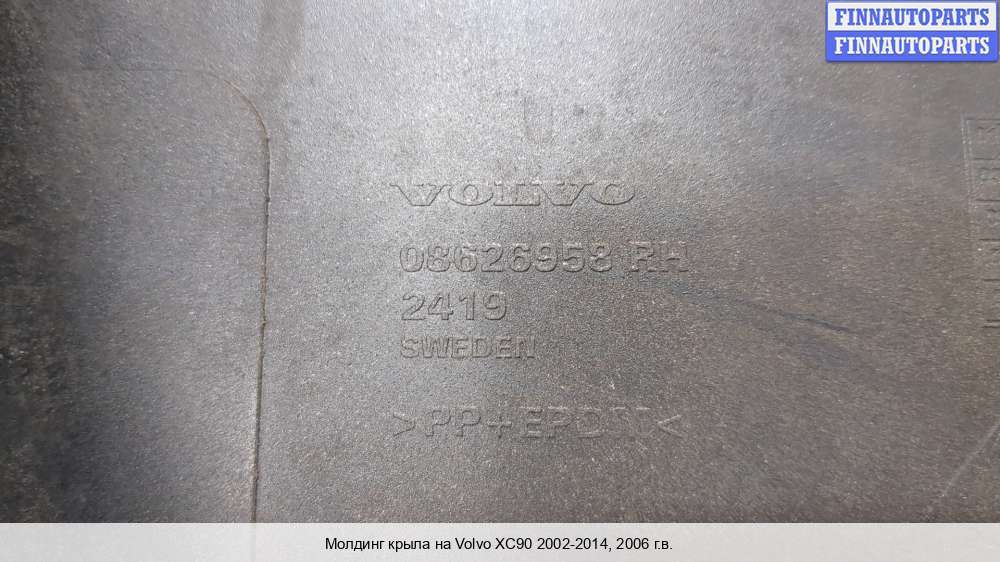 FINNAUTOPARTS
FINNAUTOPARTS
VOLVO
08626958 RH
2419
SWEDEN
>PP+EPDM<
Молдинг крыла на Volvo XC90 2002-2014, 2006 г.в.